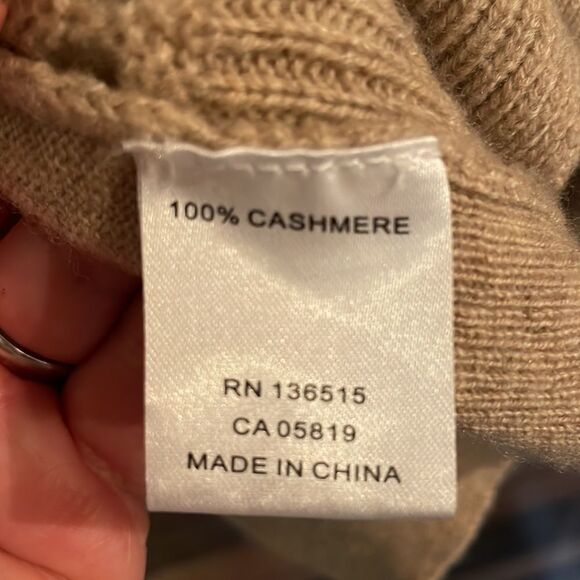 100% CASHMERE
RN 136515
CA 05819
MADE IN CHINA